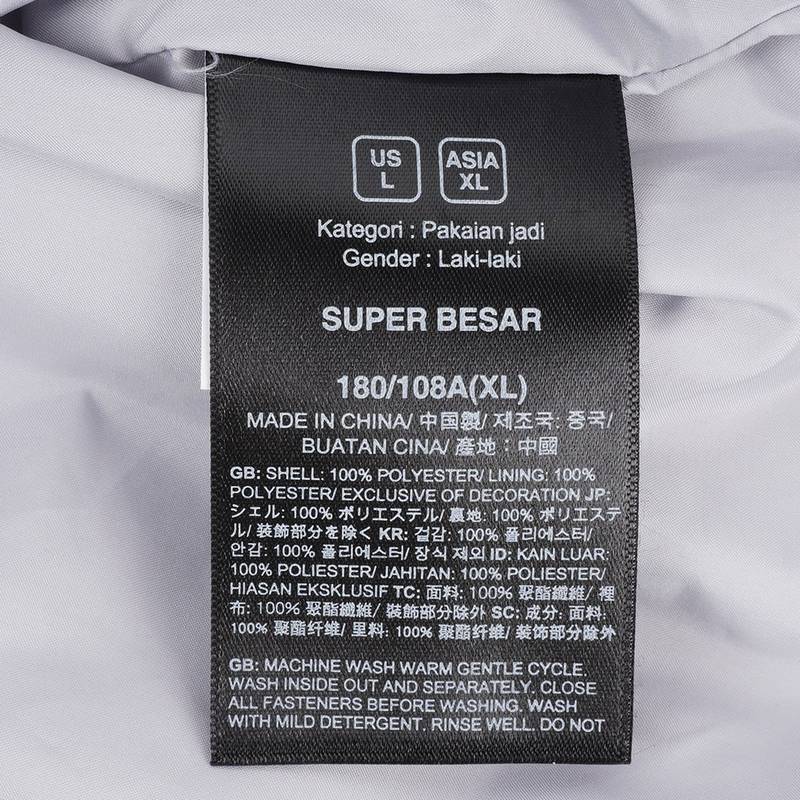 US
L
ASIA
XL
Kategori : Pakaian jadi
Gender : Laki-laki
SUPER BESAR
180/108A(XL)
MADE IN CHINA/ 中国製/ 제조국: 중국/
BUATAN CINA/ 產地 : 中國
GB: SHELL: 100% POLYESTER/ LINING: 100%
POLYESTER/ EXCLUSIVE OF DECORATION JP:
シェル: 100% ポリエステル/ 裏地: 100% ポリエステ
ル/ 装飾部分を除く KR: 겉감: 100% 폴리에스터/
안감: 100% 폴리에스터/ 장식 제외 ID: KAIN LUAR:
100% POLIESTER/ JAHITAN: 100% POLIESTER/
HIASAN EKSKLUSIF TC: 面料: 100% 聚酯纖維/ 裡
布: 100% 聚酯纖維/ 裝飾部分除外 SC: 成分: 面料:
100% 聚酯纤维/ 里料: 100% 聚酯纤维/ 装饰部分除外
GB: MACHINE WASH WARM GENTLE CYCLE.
WASH INSIDE OUT AND SEPARATELY. CLOSE
ALL FASTENERS BEFORE WASHING. WASH
WITH MILD DETERGENT. RINSE WELL. DO NOT